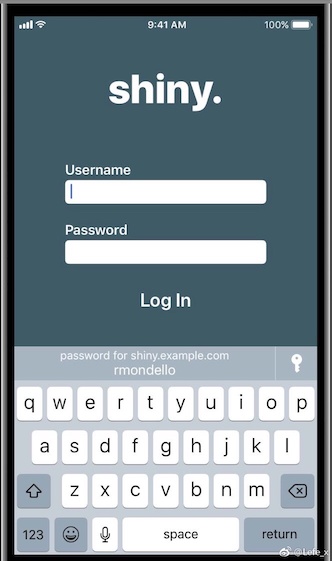 9:41 AM
100%
shiny.
Username
Password
Log In
password for shiny.example.com
rmondello
q w e r t y u i o p
a s d f g h j k l
z x c v b n m
123 space return
@Lefe_x